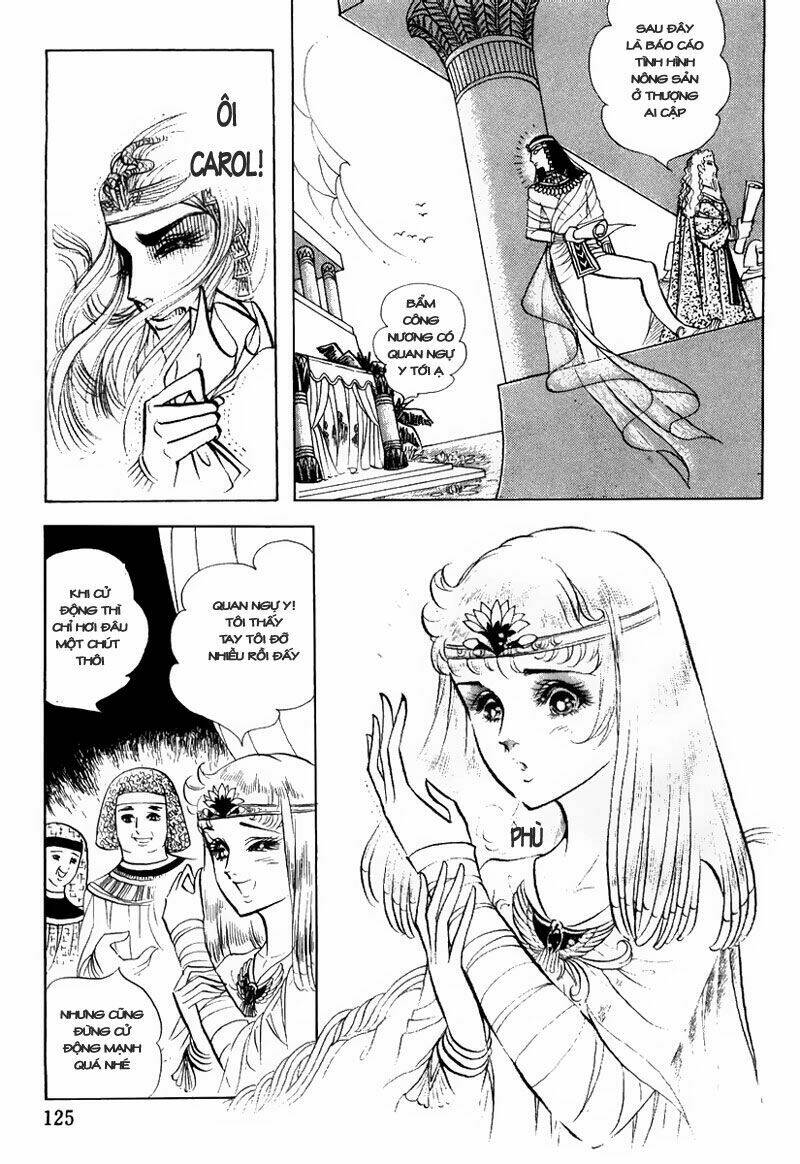 ÔI
CAROL!
SAU ĐÂY
LÀ BÁO CÁO
TÌNH HÌNH
NÔNG SẢN
Ở THƯỢNG
AI CẬP
BẨM
CÔNG
NƯƠNG CÓ
QUAN NGỰ
Y TỚI Ạ
KHI CỬ
ĐỘNG THÌ
CHỈ HƠI ĐÂU
MỘT CHÚT
THÔI
QUAN NGỰ Y!
TÔI THẤY
TAY TÔI ĐỠ
NHIỀU RỒI ĐẤY
PHÙ
NHƯNG CŨNG
ĐỪNG CỬ
ĐỘNG MẠNH
QUÁ NHÉ
125